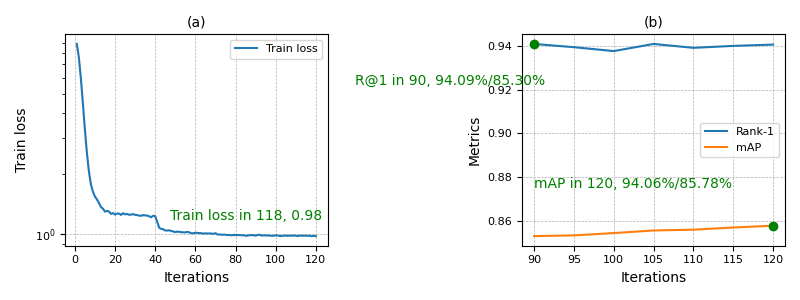 (a)
Train loss
Train loss
10⁰
Train loss in 118, 0.98
0 20 40 60 80 100 120
Iterations
(b)
R@1 in 90, 94.09%/85.30%
Metrics
0.94
0.92
0.90
0.88
0.86
Rank-1
mAP
mAP in 120, 94.06%/85.78%
90 95 100 105 110 115 120
Iterations